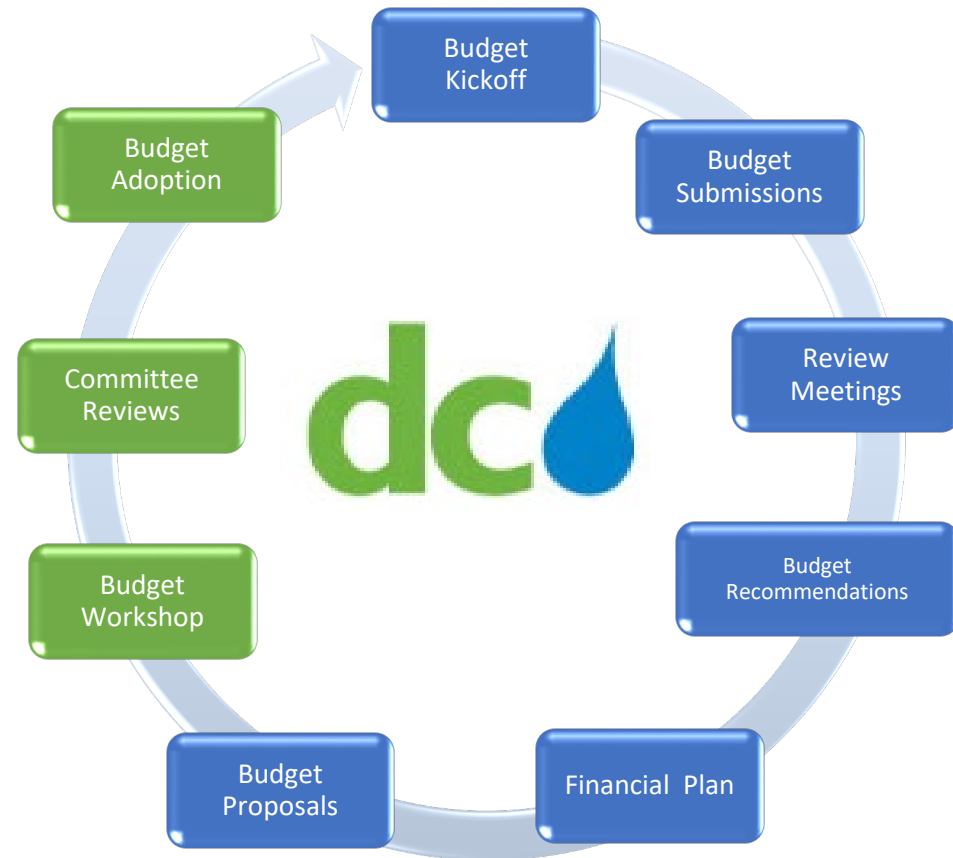 Budget
Kickoff
Budget
Submissions
Review
Meetings
Budget
Recommendations
Financial Plan
Budget
Proposals
Budget
Workshop
Committee
Reviews
Budget
Adoption
dc